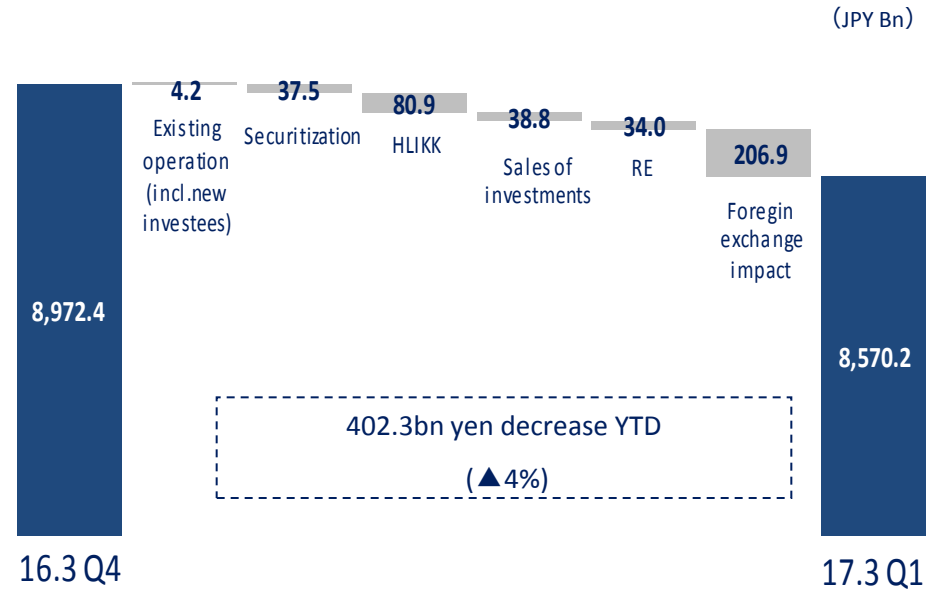 （JPY Bn）
8,972.4
4.2
Existing
operation
(incl.new
investees)
37.5
Securitization
80.9
HLIKK
38.8
Sales of
investments
34.0
RE
206.9
Foregin
exchange
impact
8,570.2
402.3bn yen decrease YTD
(▲4%)
16.3 Q4
17.3 Q1